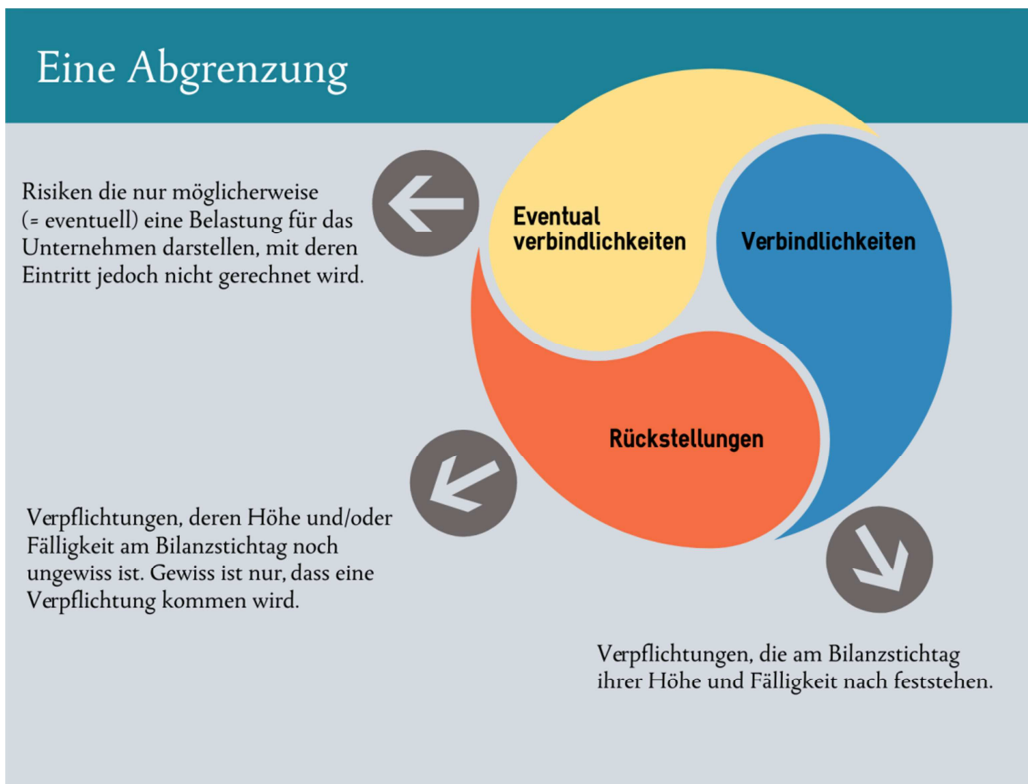 Eine Abgrenzung
Risiken die nur möglicherweise
(= eventuell) eine Belastung für das
Unternehmen darstellen, mit deren
Eintritt jedoch nicht gerechnet wird.
Eventual
verbindlichkeiten
Verbindlichkeiten
Rückstellungen
Verpflichtungen, deren Höhe und/oder
Fälligkeit am Bilanzstichtag noch
ungewiss ist. Gewiss ist nur, dass eine
Verpflichtung kommen wird.
Verpflichtungen, die am Bilanzstichtag
ihrer Höhe und Fälligkeit nach feststehen.